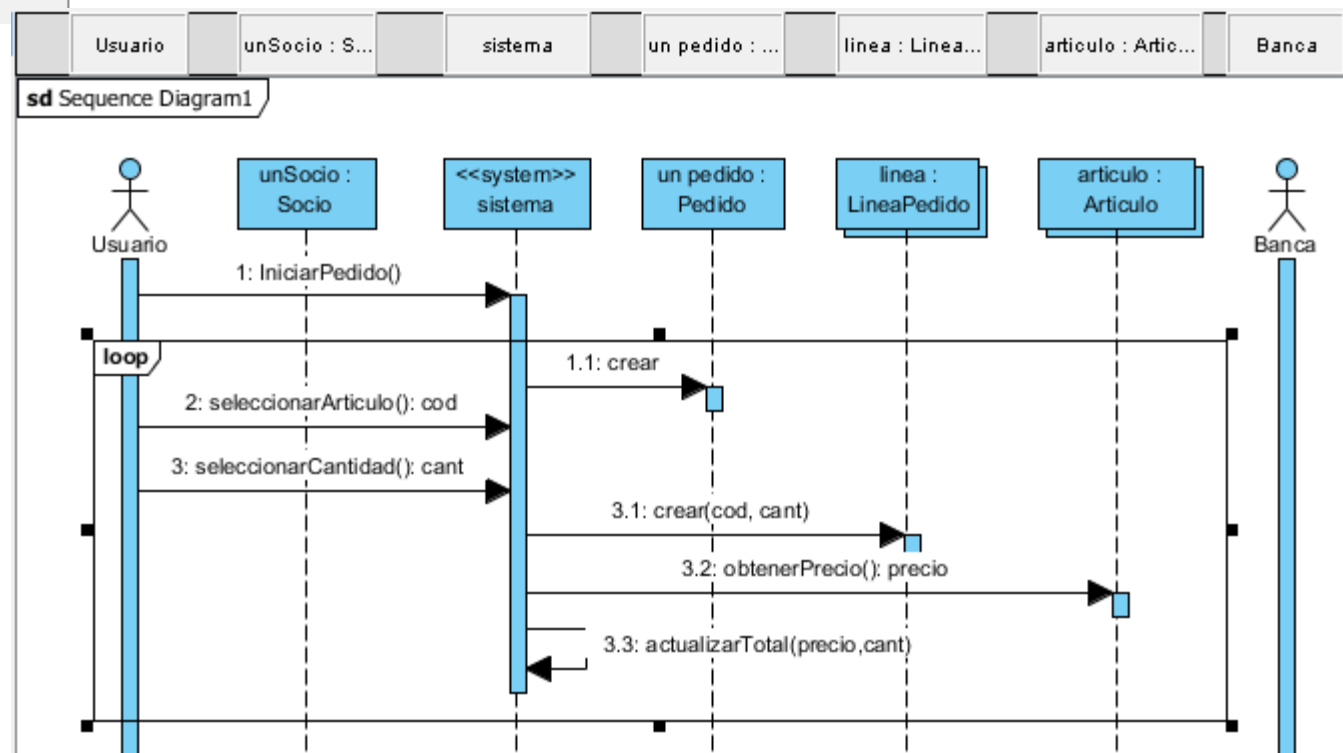 Usuario
unSocio : S...
sistema
un pedido : ...
linea : Linea...
articulo : Artic...
Banca
sd Sequence Diagram1
unSocio :
Socio
<<system>>
sistema
un pedido :
Pedido
linea :
LineaPedido
articulo :
Articulo
Usuario
Banca
1: IniciarPedido()
loop
1.1: crear
2: seleccionarArticulo(): cod
3: seleccionarCantidad(): cant
3.1: crear(cod, cant)
3.2: obtenerPrecio(): precio
3.3: actualizarTotal(precio,cant)